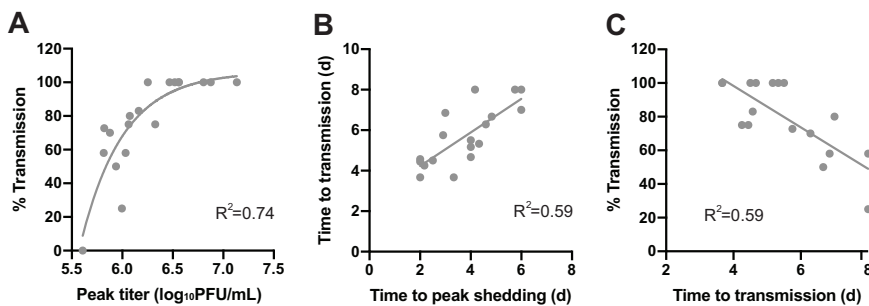 A
B
C
% Transmission
120
100
80
60
40
20
0
5.5
6.0
6.5
7.0
7.5
Peak titer (log₁₀PFU/mL)
R²=0.74
Time to transmission (d)
10
8
6
4
2
0
0
2
4
6
8
Time to peak shedding (d)
R²=0.59
% Transmission
120
100
80
60
40
20
0
2
4
6
8
Time to transmission (d)
R²=0.59